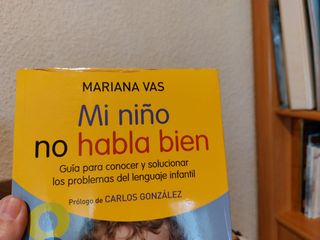 MARIANA VAS
Mi niño
no habla bien
Guía para conocer y solucionar
los problemas del lenguaje infantil
Prólogo de CARLOS GONZÁLEZ